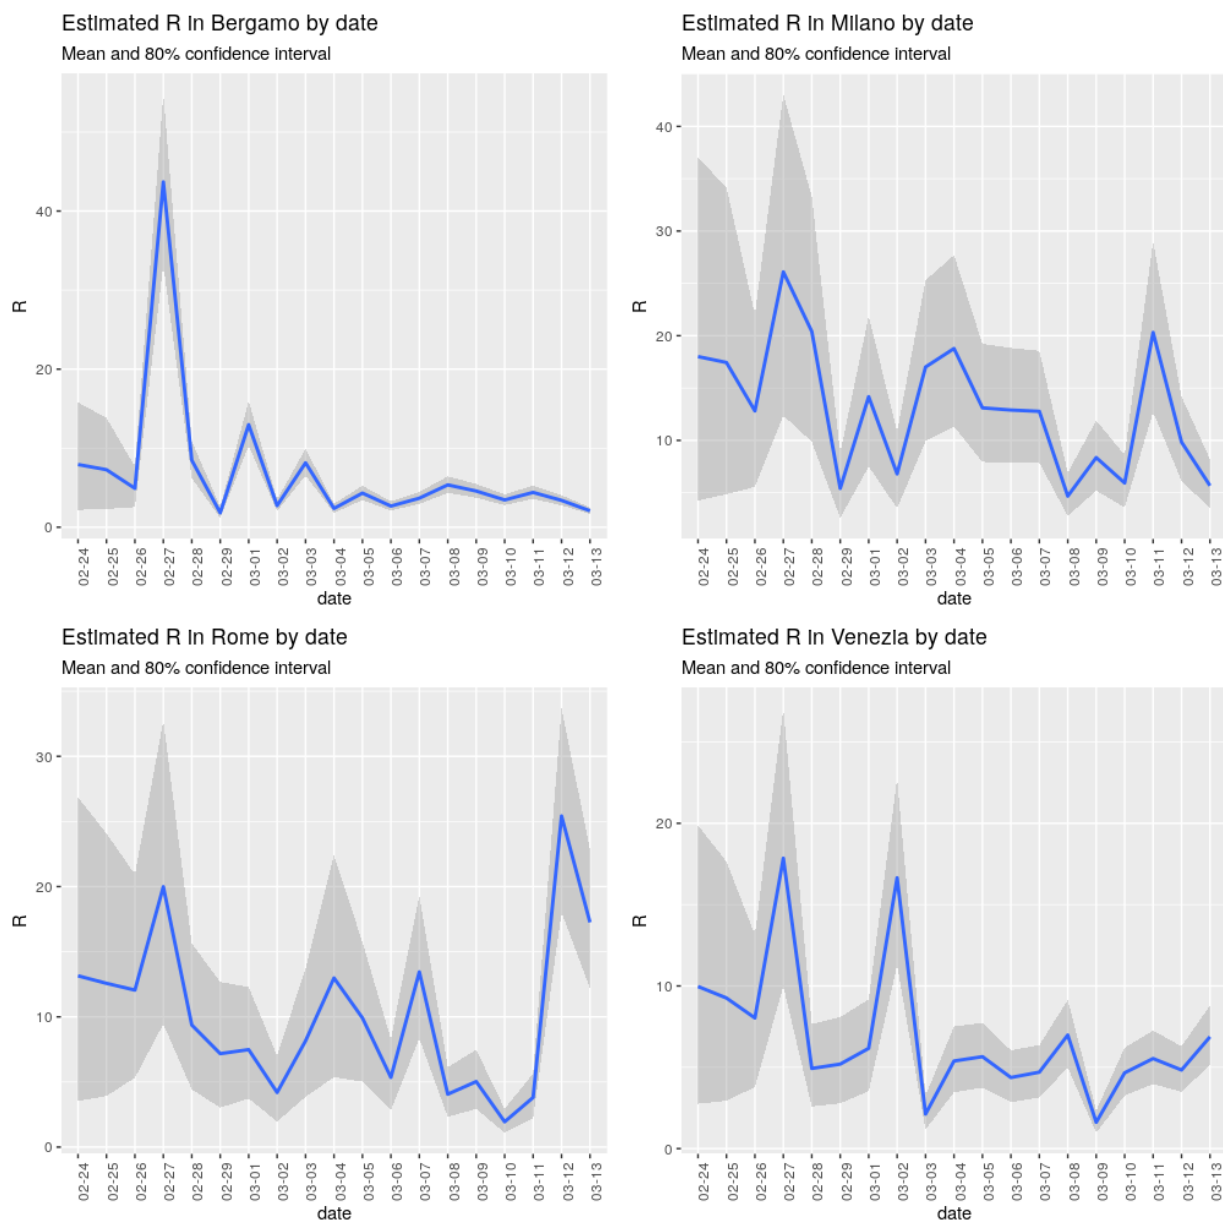 Estimated R in Bergamo by date
Mean and 80% confidence interval
R
40
20
0
02-24 02-25 02-26 02-27 02-28 02-29 03-01 03-02 03-03 03-04 03-05 03-06 03-07 03-08 03-09 03-10 03-11 03-12 03-13
date
Estimated R in Milano by date
Mean and 80% confidence interval
R
40
30
20
10
02-24 02-25 02-26 02-27 02-28 02-29 03-01 03-02 03-03 03-04 03-05 03-06 03-07 03-08 03-09 03-10 03-11 03-12 03-13
date
Estimated R in Rome by date
Mean and 80% confidence interval
R
30
20
10
0
02-24 02-25 02-26 02-27 02-28 02-29 03-01 03-02 03-03 03-04 03-05 03-06 03-07 03-08 03-09 03-10 03-11 03-12 03-13
date
Estimated R in Venezia by date
Mean and 80% confidence interval
R
20
10
0
02-24 02-25 02-26 02-27 02-28 02-29 03-01 03-02 03-03 03-04 03-05 03-06 03-07 03-08 03-09 03-10 03-11 03-12 03-13
date